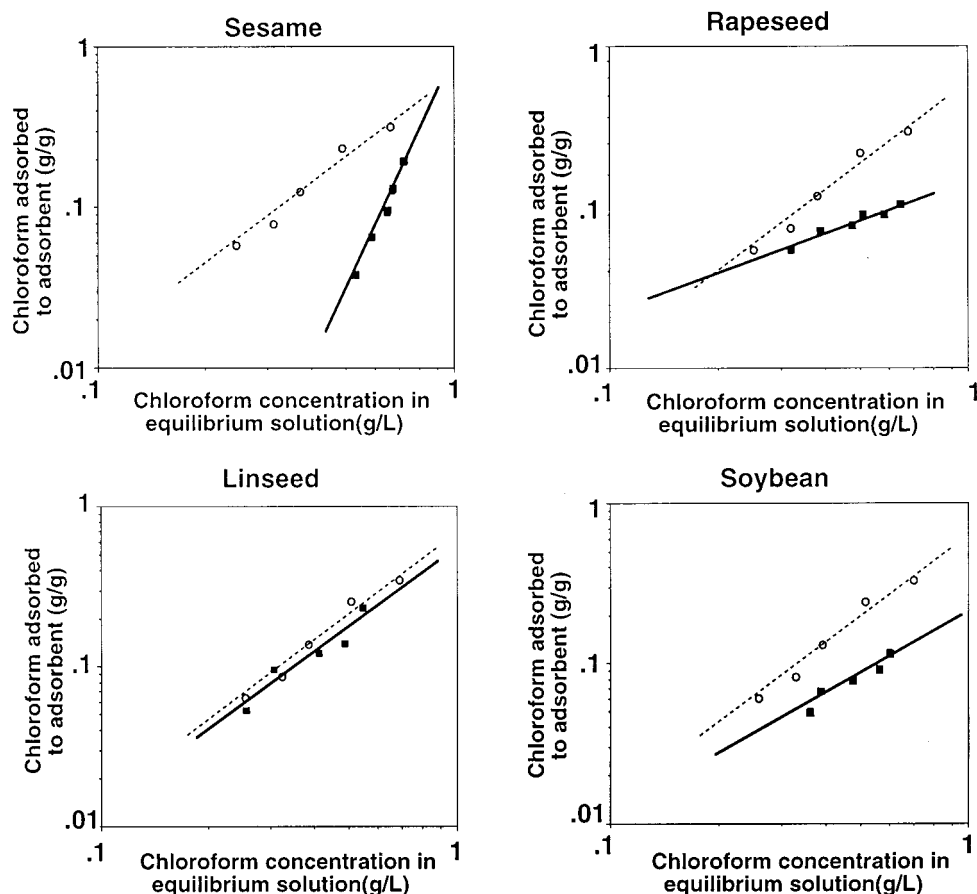 Sesame
Chloroform adsorbed
to adsorbent (g/g)
1
.1
.01
.1
1
Chloroform concentration in
equilibrium solution(g/L)
Rapeseed
Chloroform adsorbed
to adsorbent (g/g)
1
.1
.01
.1
1
Chloroform concentration in
equilibrium solution(g/L)
Linseed
Chloroform adsorbed
to adsorbent (g/g)
1
.1
.01
.1
1
Chloroform concentration in
equilibrium solution(g/L)
Soybean
Chloroform adsorbed
to adsorbent (g/g)
1
.1
.01
.1
1
Chloroform concentration in
equilibrium solution(g/L)